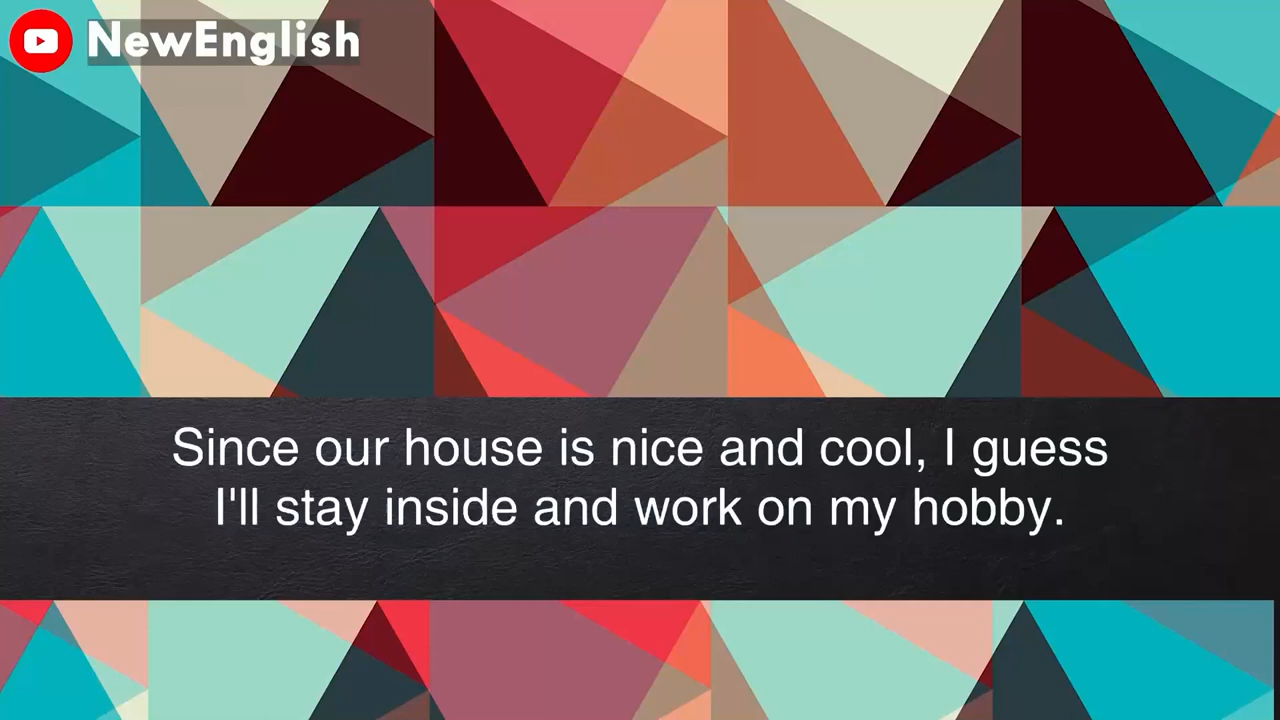 NewEnglish
Since our house is nice and cool, I guess
I'll stay inside and work on my hobby.